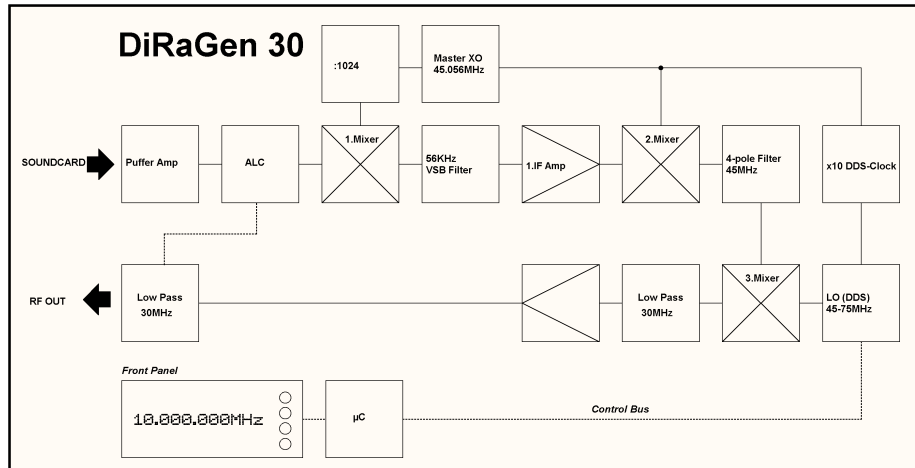 DiRaGen 30
:1024
Master XO
45.056MHz
SOUNDCARD
Puffer Amp
ALC
1.Mixer
56KHz
VSB Filter
1.IF Amp
2.Mixer
4-pole Filter
45MHz
x10 DDS-Clock
RF OUT
Low Pass
30MHz
Low Pass
30MHz
3.Mixer
LO (DDS)
45-75MHz
Front Panel
10.000.000MHz
µC
Control Bus